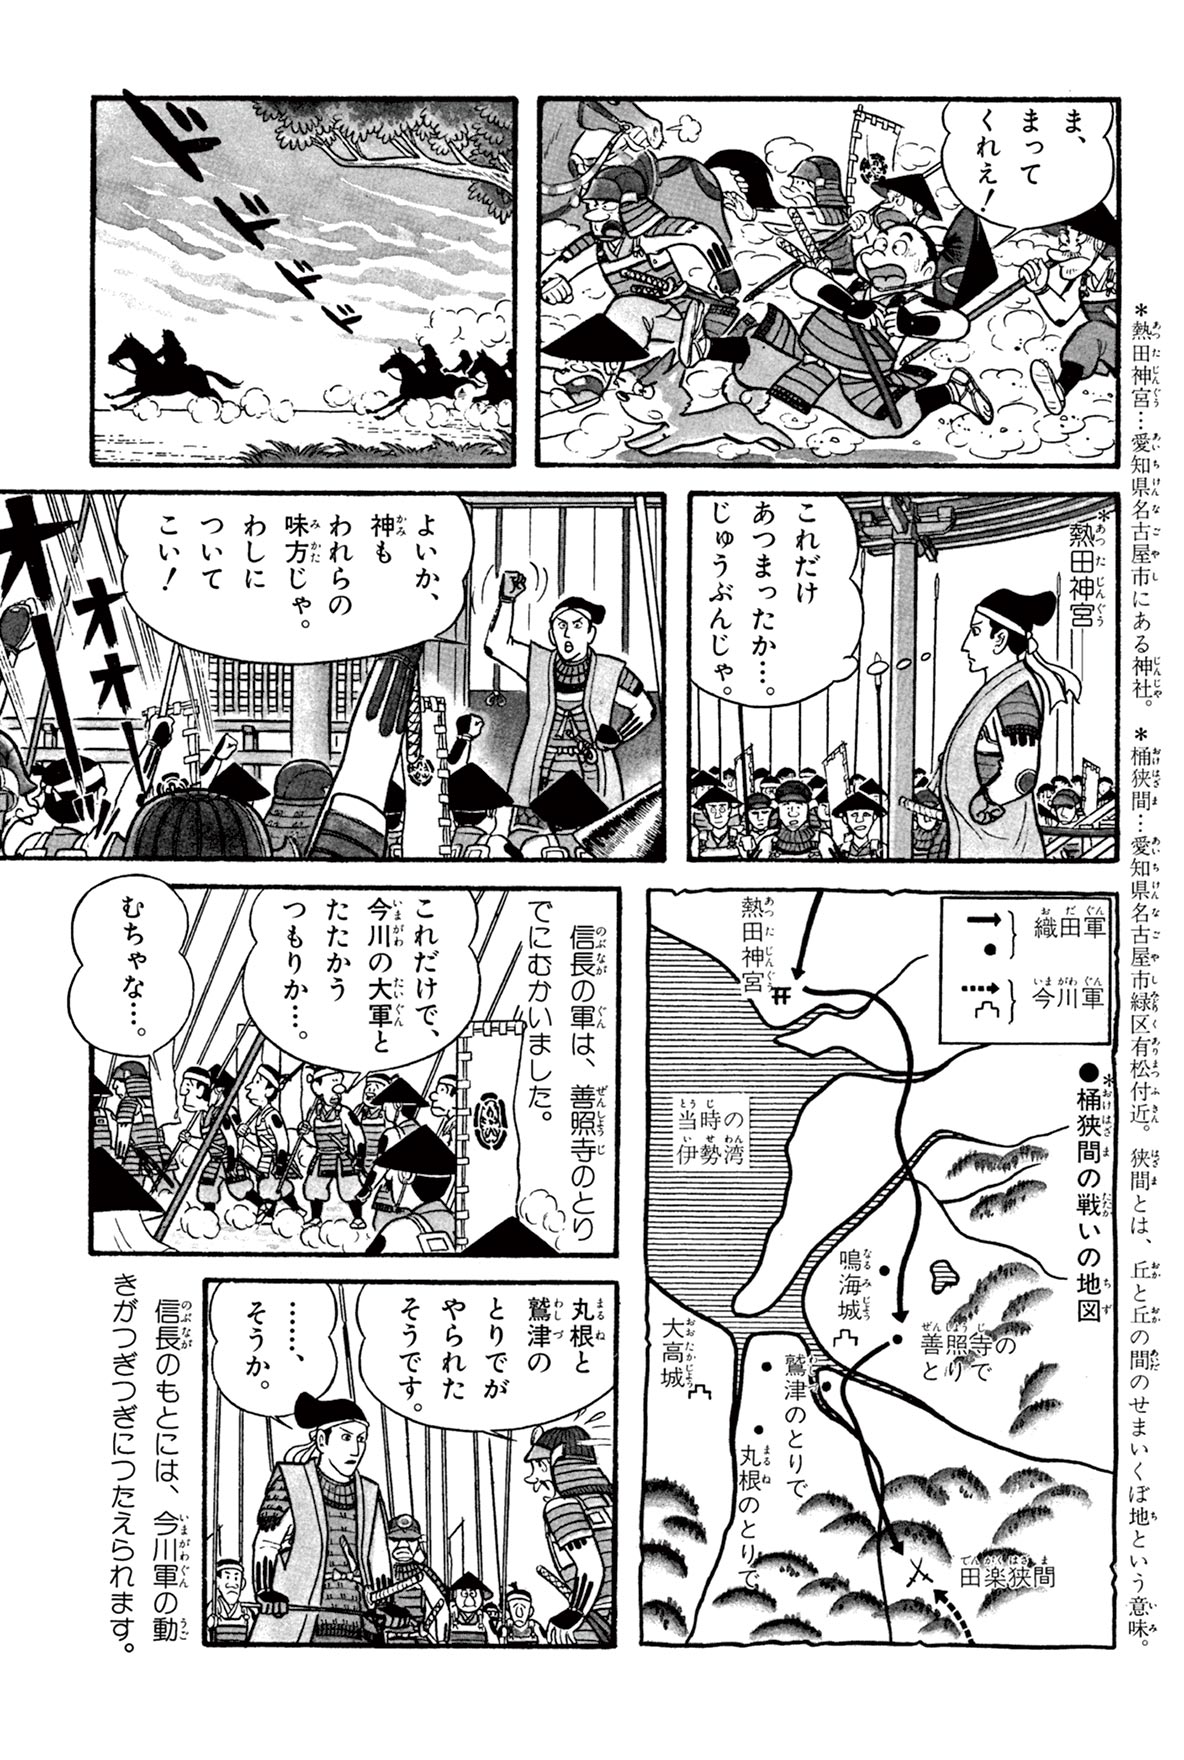 ま、
まって
くれえ！
ドドドド
＊熱田神宮
これだけ
あつまったか…。
じゅうぶんじゃ。
よいか、
神も
われらの
味方じゃ。
わしに
ついて
こい！
オオオーッ
●＊桶狭間の戦いの地図
織田軍
今川軍
熱田神宮
当時の
伊勢湾
鳴海城
善照寺の
とりで
大高城
鷲津のとりで
丸根のとりで
田楽狭間
信長の軍は、善照寺のとり
でにむかいました。
これだけで、
今川の大軍と
たたかう
つもりか…。
むちゃな…。
丸根と
鷲津の
とりでが
やられた
そうです。
……、
そうか。
信長のもとには、今川軍の動
きがつぎつぎにつたえられます。
＊熱田神宮…愛知県名古屋市にある神社。　＊桶狭間…愛知県名古屋市緑区有松付近。狭間とは、丘と丘の間のせまいくぼ地という意味。